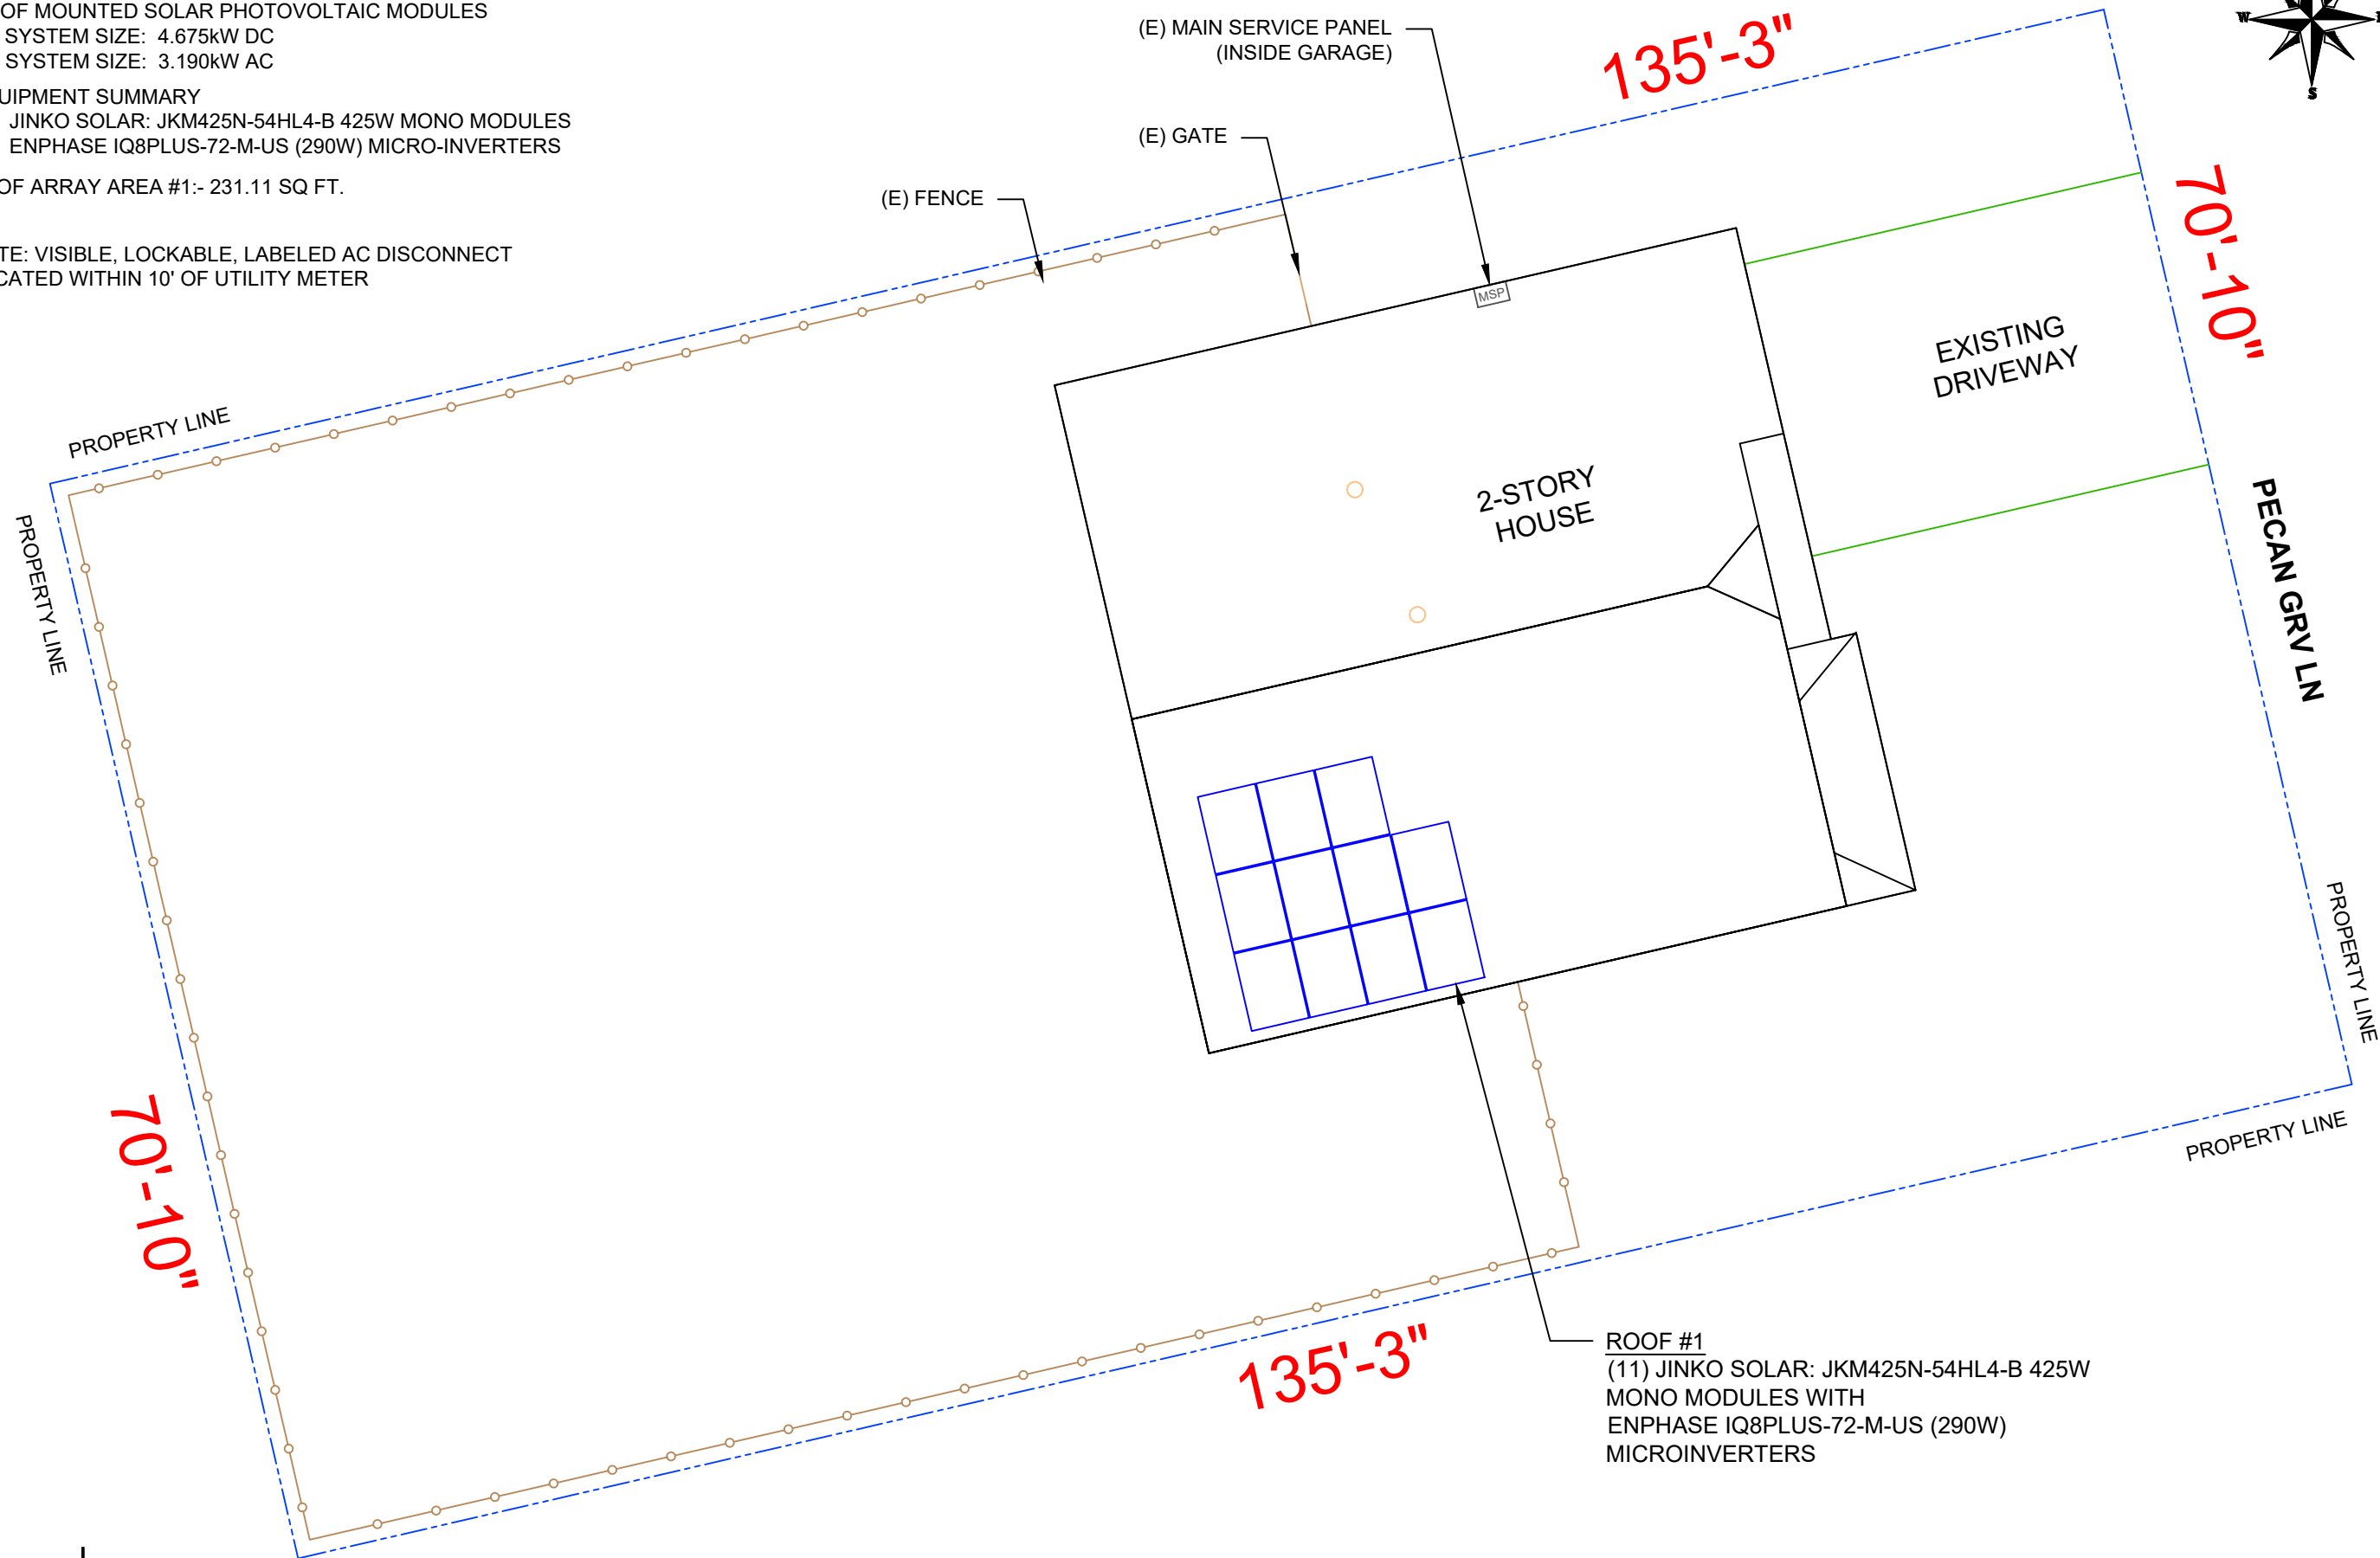 OF MOUNTED SOLAR PHOTOVOLTAIC MODULES
SYSTEM SIZE: 4.675kW DC
SYSTEM SIZE: 3.190kW AC
UIPMENT SUMMARY
JINKO SOLAR: JKM425N-54HL4-B 425W MONO MODULES
ENPHASE IQ8PLUS-72-M-US (290W) MICRO-INVERTERS
OF ARRAY AREA #1:- 231.11 SQ FT.
TE: VISIBLE, LOCKABLE, LABELED AC DISCONNECT
CATED WITHIN 10' OF UTILITY METER
(E) MAIN SERVICE PANEL
(INSIDE GARAGE)
(E) GATE
(E) FENCE
135'-3"
W
S
70'-10"
MSP
EXISTING
DRIVEWAY
PROPERTY LINE
PROPERTY LINE
2-STORY
HOUSE
PECAN GRV LN
PROPERTY LINE
PROPERTY LINE
70'-10"
135'-3"
ROOF #1
(11) JINKO SOLAR: JKM425N-54HL4-B 425W
MONO MODULES WITH
ENPHASE IQ8PLUS-72-M-US (290W)
MICROINVERTERS